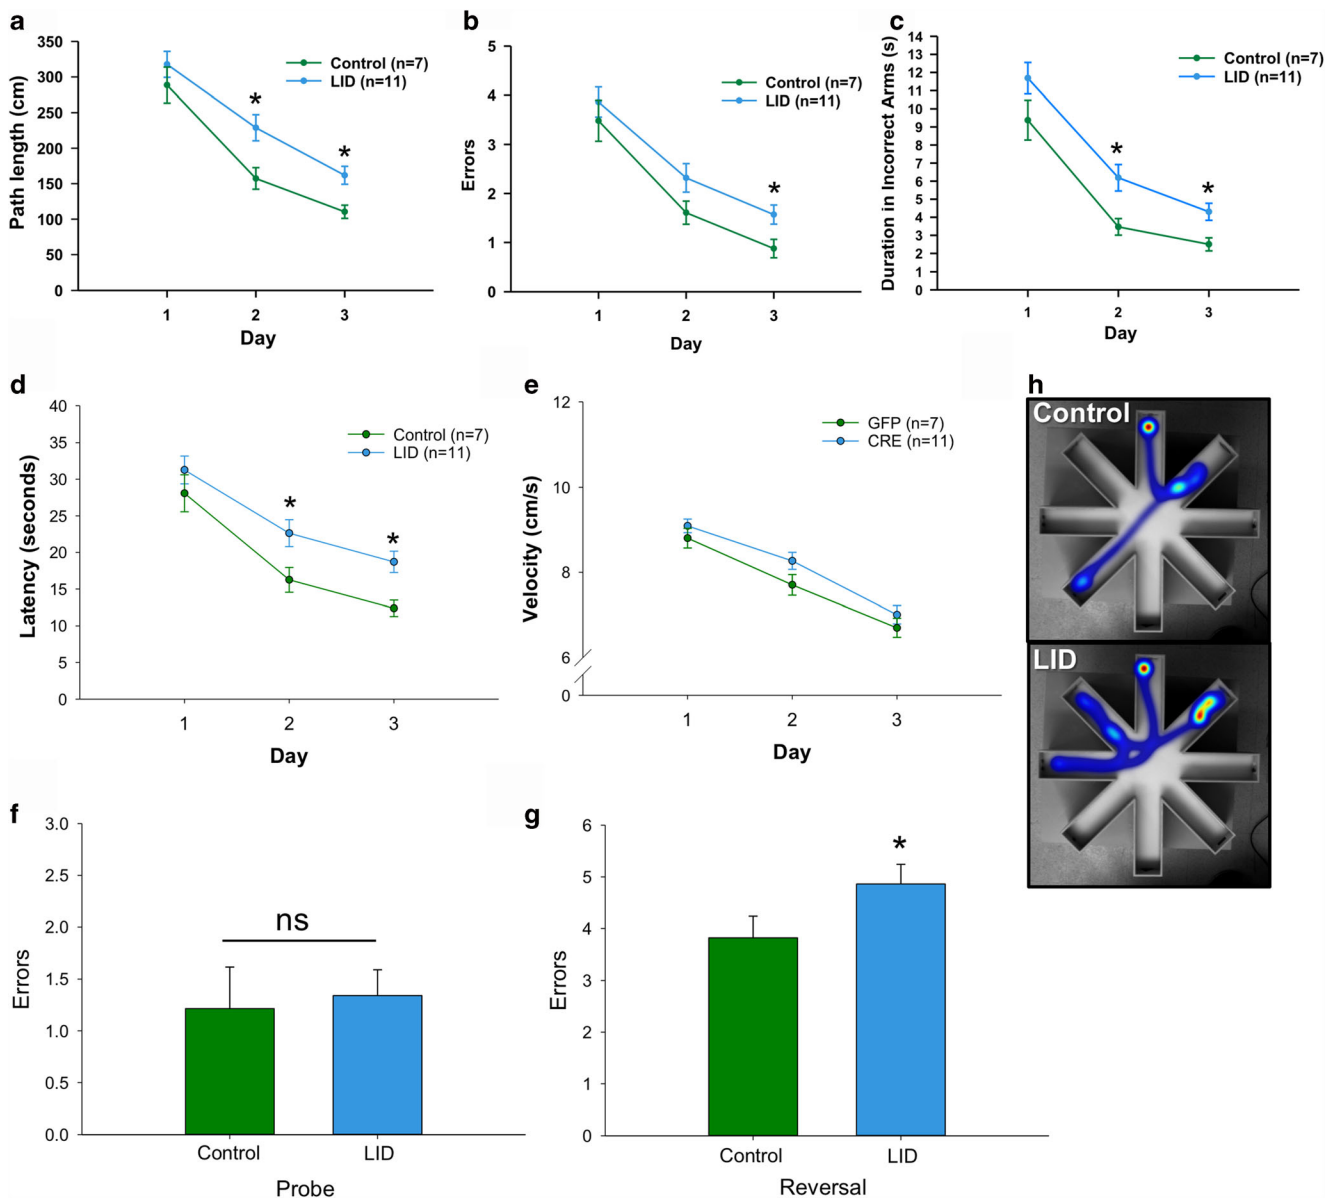 a
350
300
250
200
150
100
50
0
Path length (cm)
Control (n=7)
LID (n=11)
*
*
1 2 3
Day
b
5
4
3
2
1
0
Errors
Control (n=7)
LID (n=11)
*
1 2 3
Day
c
14
13
12
11
10
9
8
7
6
5
4
3
2
1
0
Duration in Incorrect Arms (s)
Control (n=7)
LID (n=11)
*
*
1 2 3
Day
d
40
35
30
25
20
15
10
5
0
Latency (seconds)
Control (n=7)
LID (n=11)
*
*
1 2 3
Day
e
12
10
8
6
0
Velocity (cm/s)
GFP (n=7)
CRE (n=11)
1 2 3
Day
h
Control
LID
f
3.0
2.5
2.0
1.5
1.0
0.5
0.0
Errors
ns
Control LID
Probe
g
6
5
4
3
2
1
0
Errors
*
Control LID
Reversal